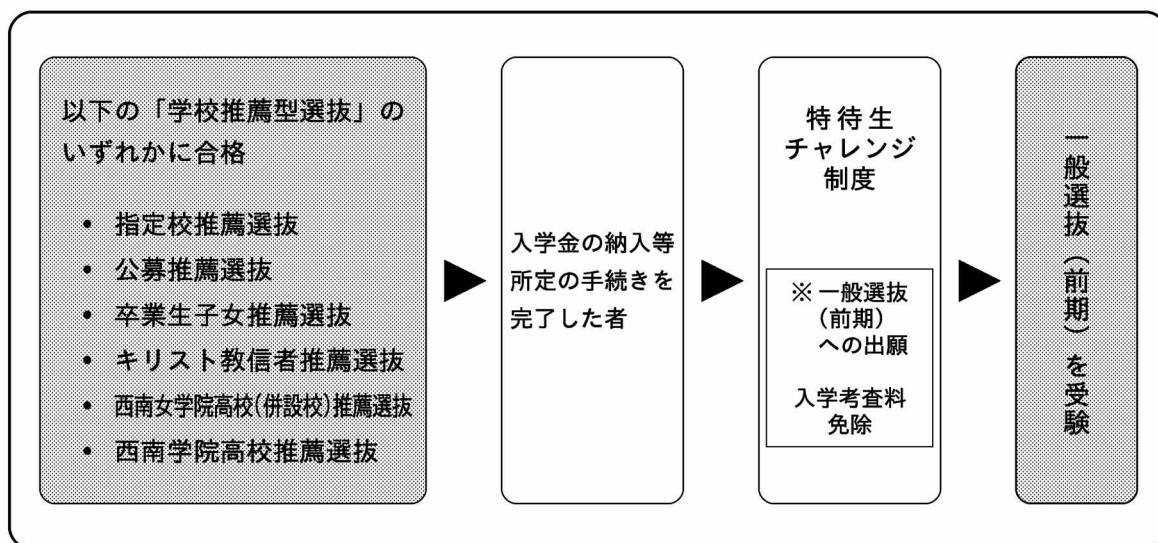 以下の「学校推薦型選抜」の
いずれかに合格
• 指定校推薦選抜
• 公募推薦選抜
• 卒業生子女推薦選抜
• キリスト教信者推薦選抜
• 西南女学院高校(併設校)推薦選抜
• 西南学院高校推薦選抜
入学金の納入等
所定の手続きを
完了した者
特待生
チャレンジ
制度
※ 一般選抜
(前期)
への出願
入学考査料
免除
一般選抜（前期）を受験